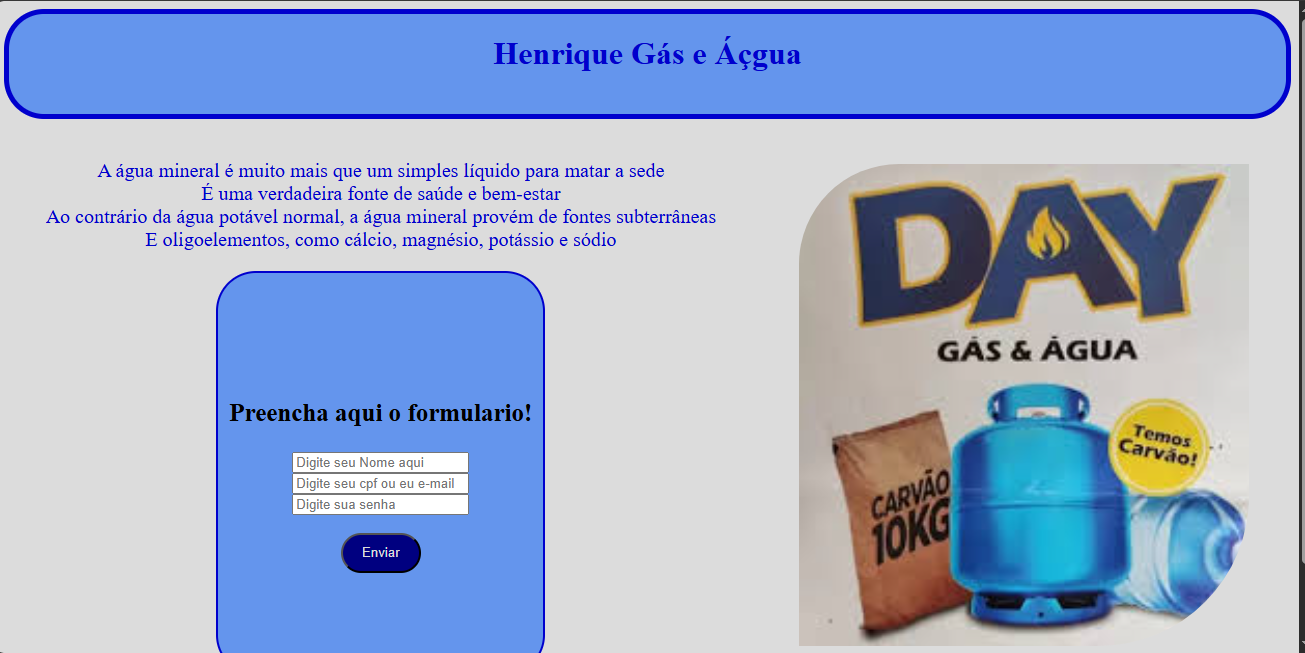 Henrique Gás e Áçgua
A água mineral é muito mais que um simples líquido para matar a sede
É uma verdadeira fonte de saúde e bem-estar
Ao contrário da água potável normal, a água mineral provém de fontes subterrâneas
E oligoelementos, como cálcio, magnésio, potássio e sódio
Preencha aqui o formulario!
Digite seu Nome aqui
Digite seu cpf ou eu e-mail
Digite sua senha
Enviar
DAY
GÁS & ÁGUA
Temos
Carvão!
CARVÃO
10KG